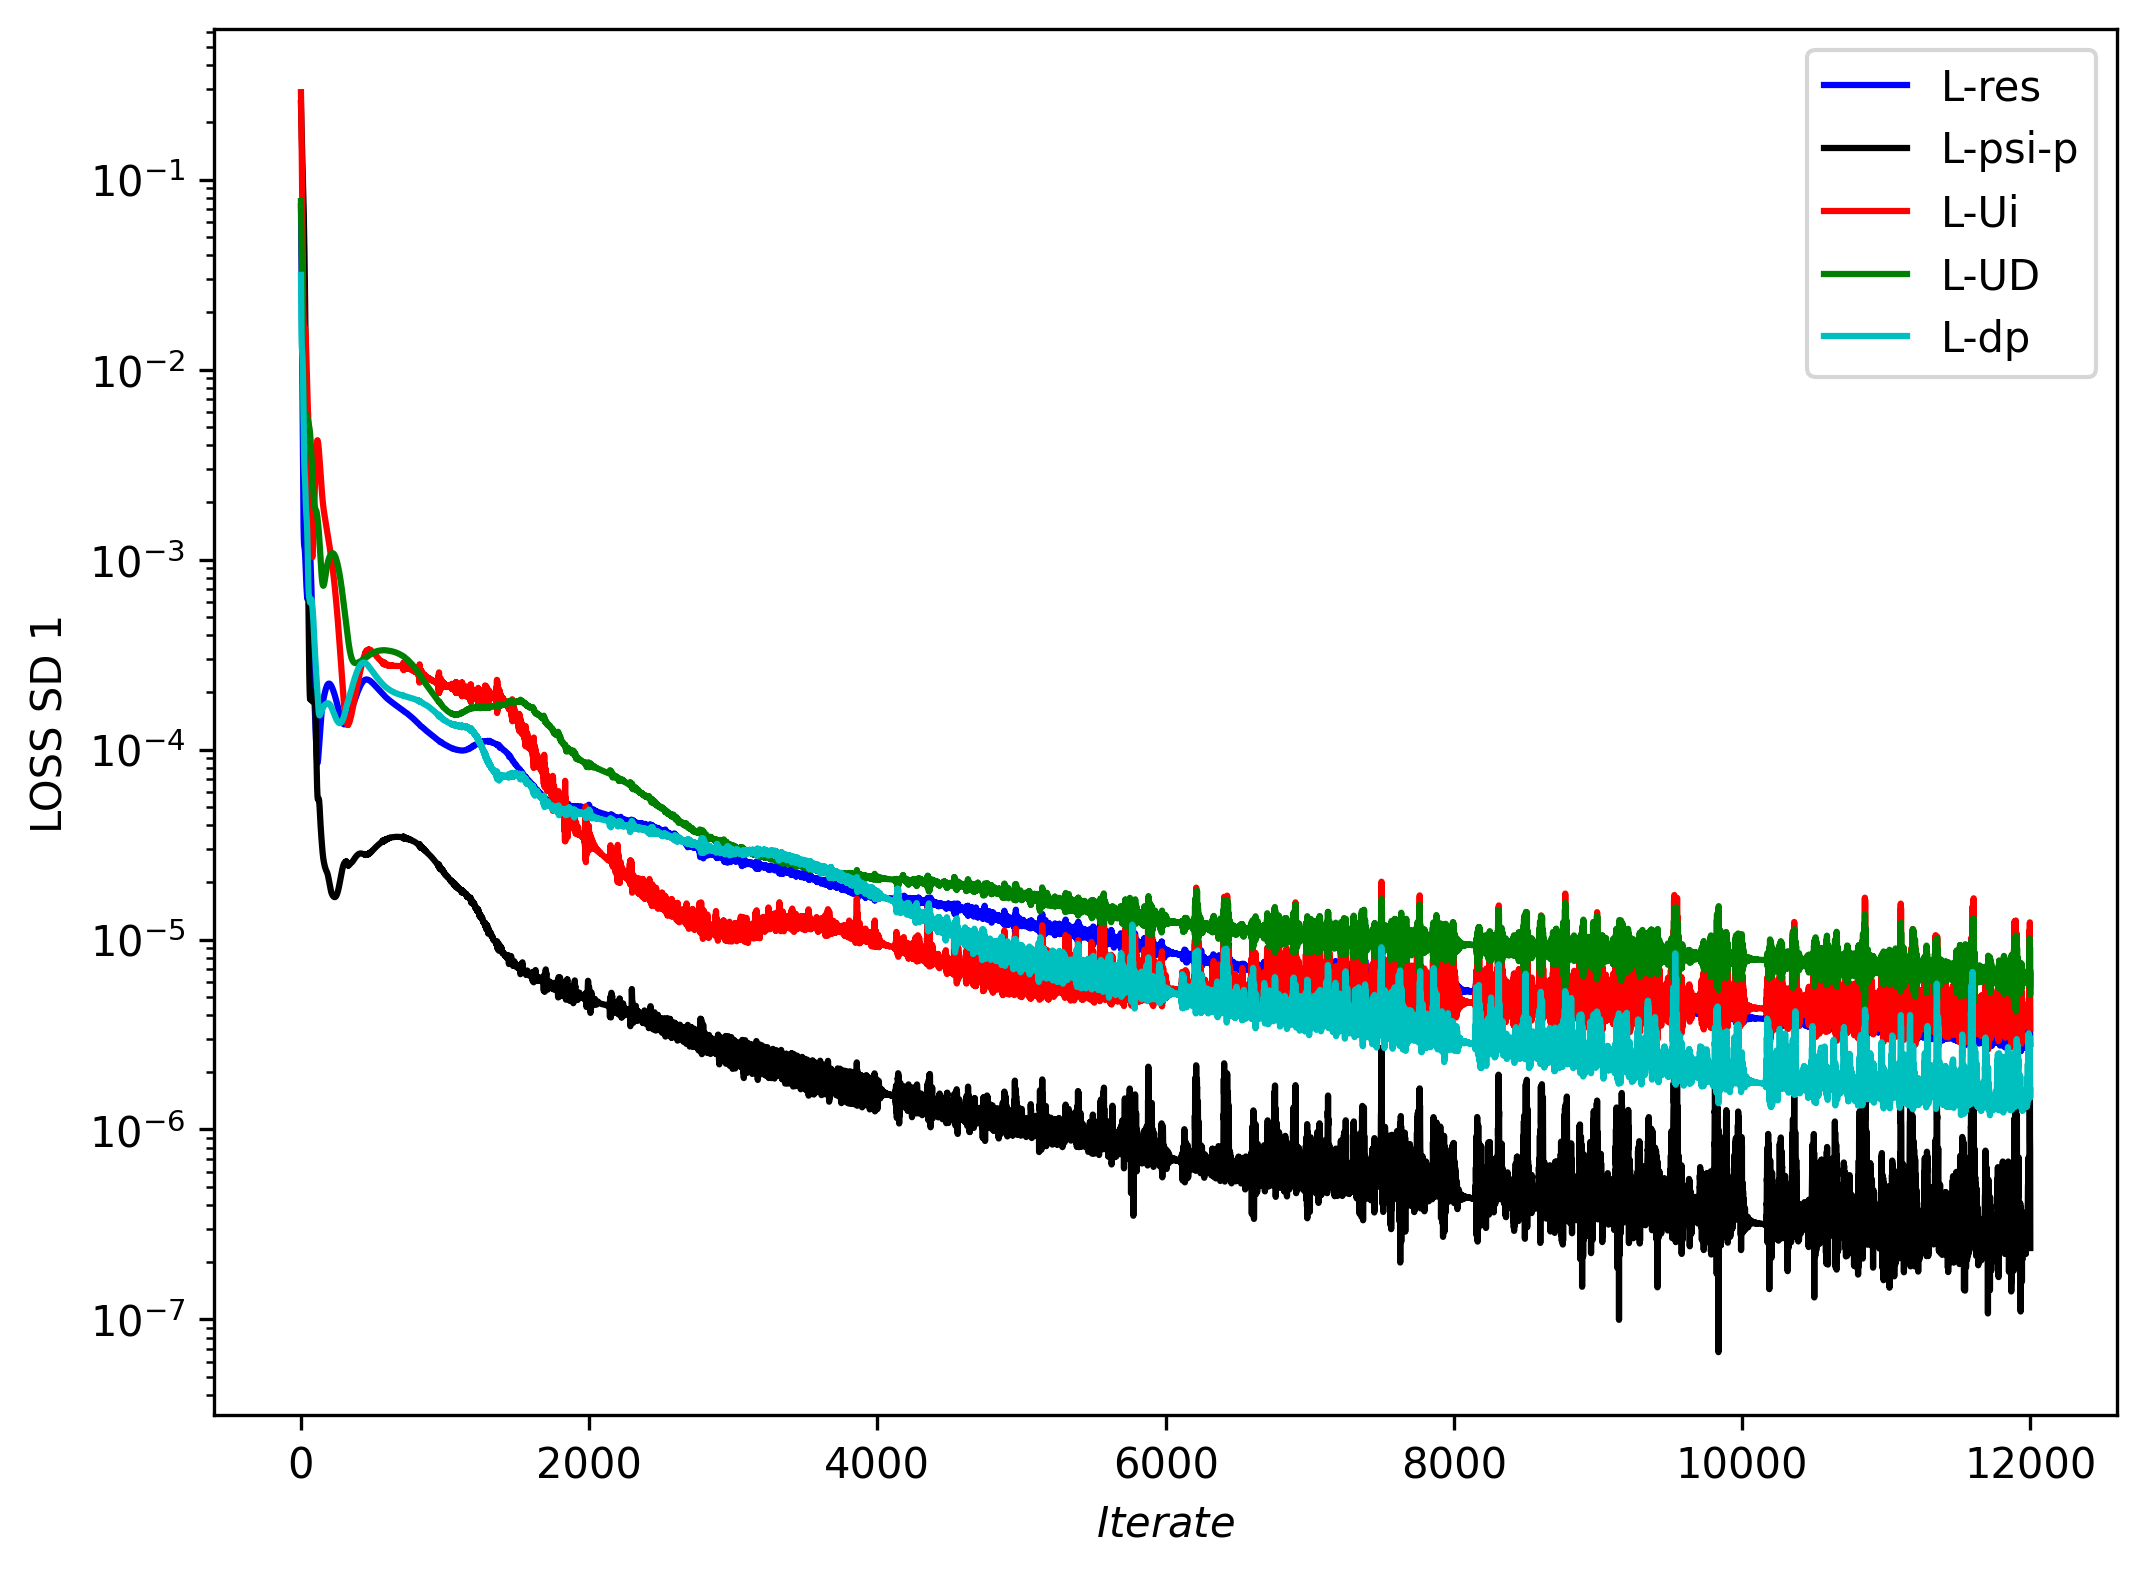 LOSS SD 1
10⁻¹
10⁻²
10⁻³
10⁻⁴
10⁻⁵
10⁻⁶
10⁻⁷
L-res
L-psi-p
L-Ui
L-UD
L-dp
0 2000 4000 6000 8000 10000 12000
Iterate